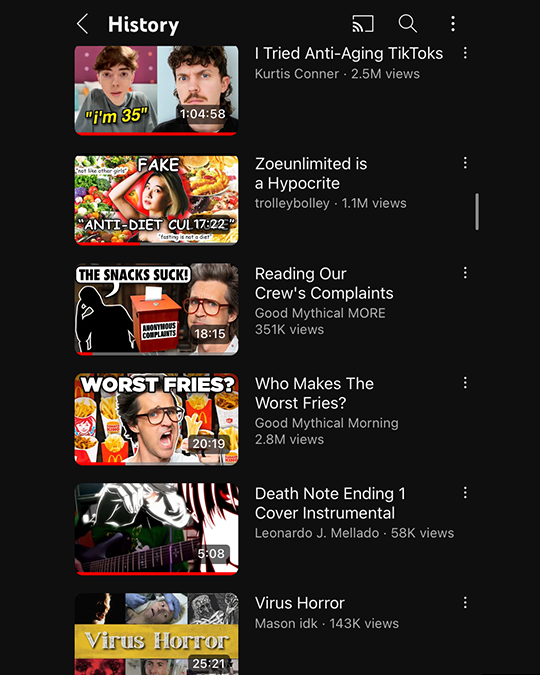 History
I Tried Anti-Aging TikToks
Kurtis Conner · 2.5M views
"i'm 35"
1:04:58
Zoeunlimited is
a Hypocrite
trolleybolley · 1.1M views
"not like other girls"
FAKE
"ANTI-DIET CUL
17:22
"
"fasting is not a diet"
Reading Our
Crew's Complaints
Good Mythical MORE
351K views
THE SNACKS SUCK!
ANONYMOUS
COMPLAINTS
18:15
Who Makes The
Worst Fries?
Good Mythical Morning
2.8M views
WORST FRIES?
20:19
Death Note Ending 1
Cover Instrumental
Leonardo J. Mellado · 58K views
5:08
Virus Horror
Mason idk · 143K views
Virus Horror
25:21